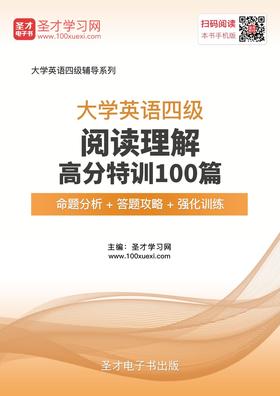 圣才学习网
www.100xuexi.com
圣才电子书
扫码阅读
本书手机版
大学英语四级辅导系列
大学英语四级
阅读理解
高分特训100篇
命题分析 + 答题攻略 + 强化训练
主编：圣才学习网
www.100xuexi.com
圣才电子书出版